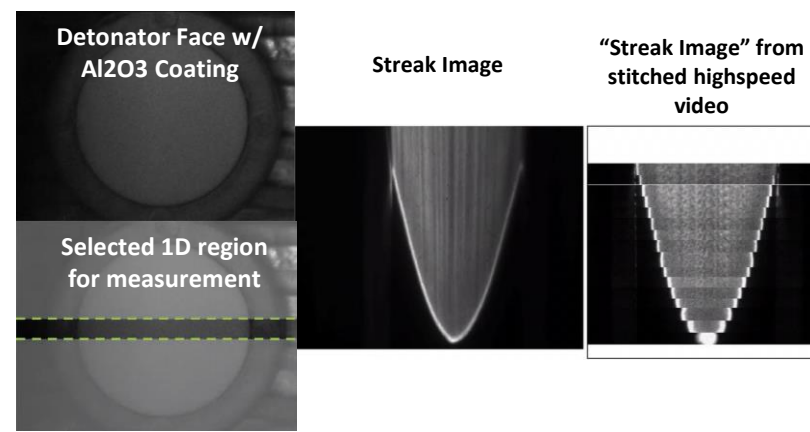 Detonator Face w/
Al2O3 Coating
Selected 1D region
for measurement
Streak Image
“Streak Image” from
stitched highspeed
video